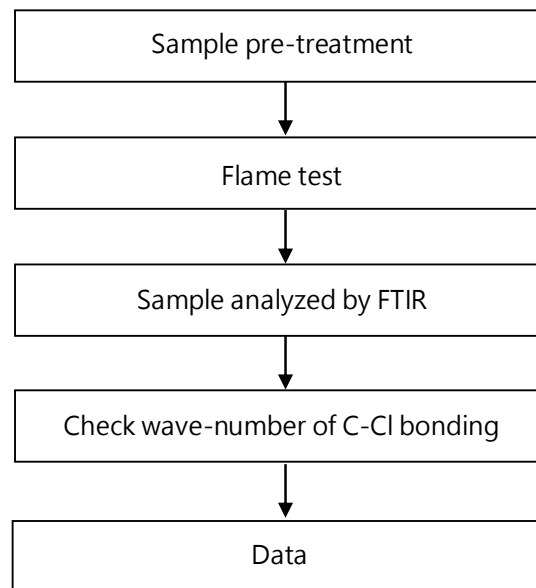 Sample pre-treatment
Flame test
Sample analyzed by FTIR
Check wave-number of C-Cl bonding
Data